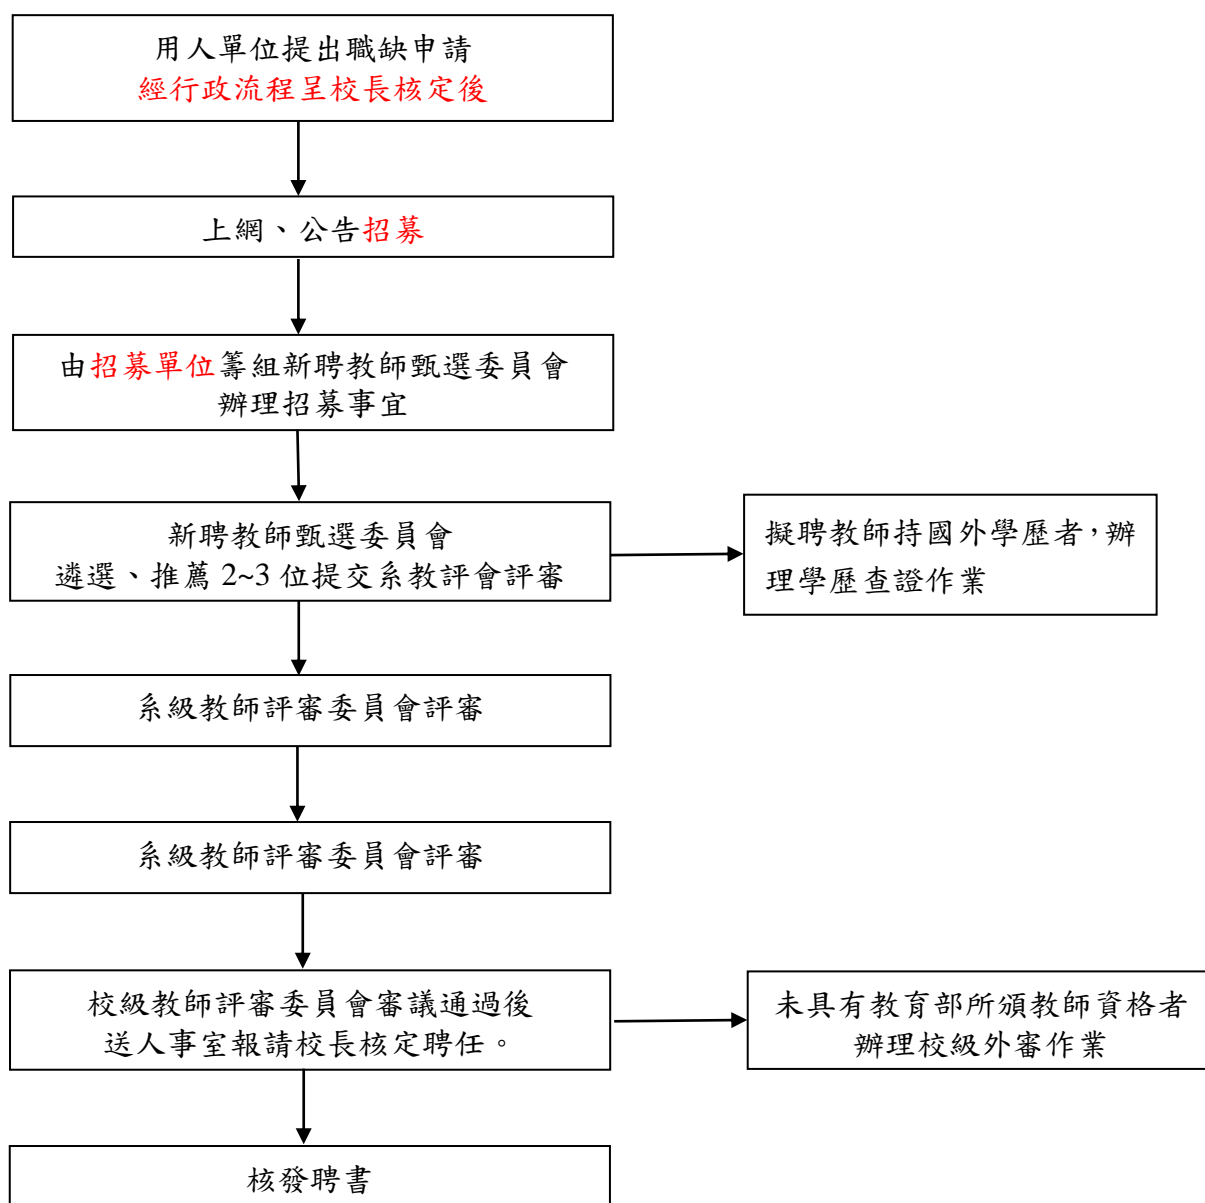 用人單位提出職缺申請
經行政流程呈校長核定後
上網、公告招募
由招募單位籌組新聘教師甄選委員會
辦理招募事宜
新聘教師甄選委員會
遴選、推薦 2~3 位提交系教評會評審
擬聘教師持國外學歷者，辦
理學歷查證作業
系級教師評審委員會評審
系級教師評審委員會評審
校級教師評審委員會審議通過後
送人事室報請校長核定聘任。
未具有教育部所頒教師資格者
辦理校級外審作業
核發聘書